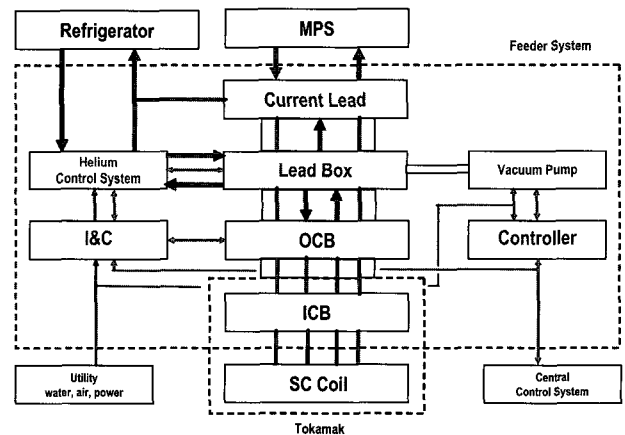 Refrigerator
MPS
Feeder System
Current Lead
Helium
Control System
Lead Box
Vacuum Pump
I&C
OCB
Controller
ICB
Utility
water, air, power
SC Coil
Central
Control System
Tokamak